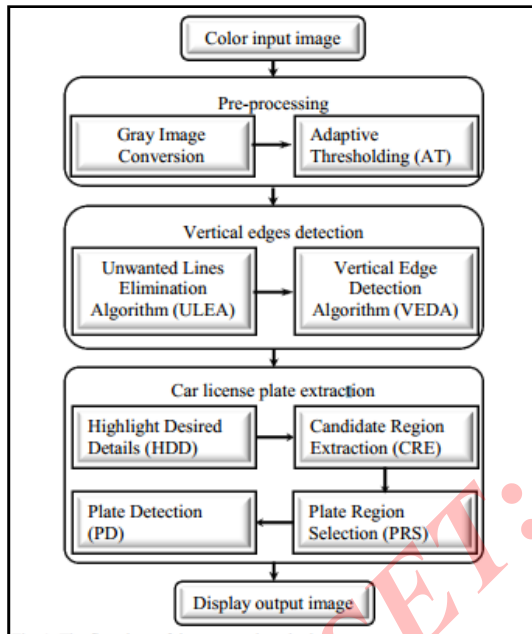 Color input image
Pre-processing
Gray Image
Conversion
Adaptive
Thresholding (AT)
Vertical edges detection
Unwanted Lines
Elimination
Algorithm (ULEA)
Vertical Edge
Detection
Algorithm (VEDA)
Car license plate extraction
Highlight Desired
Details (HDD)
Candidate Region
Extraction (CRE)
Plate Region
Selection (PRS)
Plate Detection
(PD)
Display output image
CET: